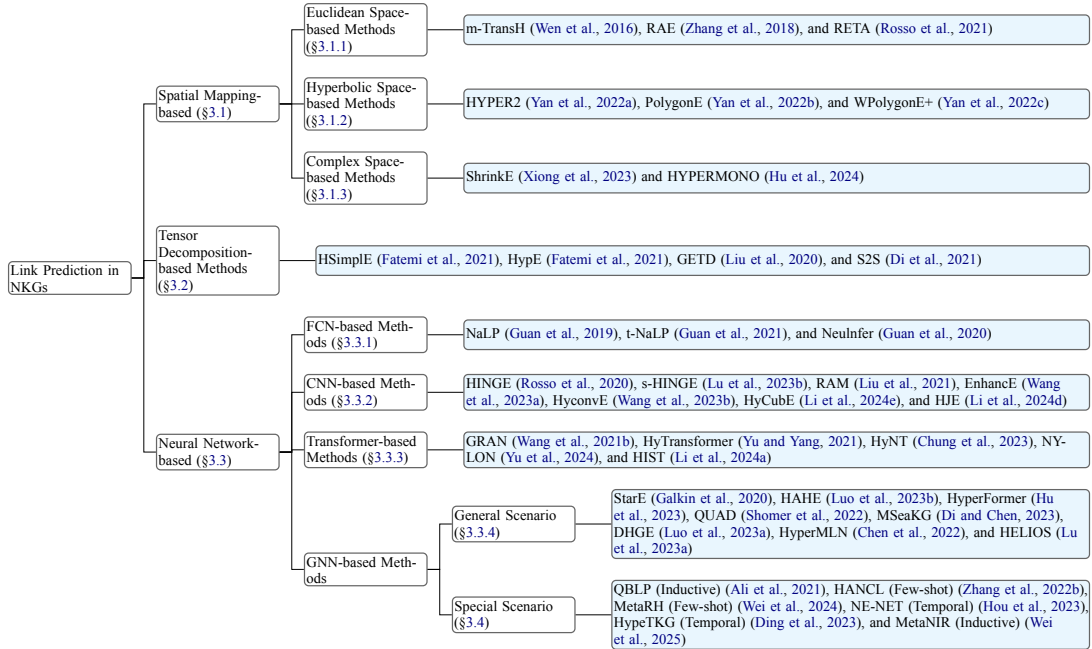 Link Prediction in
NKGs
Spatial Mapping-
based (§3.1)
Euclidean Space-
based Methods
(§3.1.1)
m-TransH (Wen et al., 2016), RAE (Zhang et al., 2018), and RETA (Rosso et al., 2021)
Hyperbolic Space-
based Methods
(§3.1.2)
HYPER2 (Yan et al., 2022a), PolygonE (Yan et al., 2022b), and WPolygonE+ (Yan et al., 2022c)
Complex Space-
based Methods
(§3.1.3)
ShrinkE (Xiong et al., 2023) and HYPERMONO (Hu et al., 2024)
Tensor
Decomposition-
based Methods
(§3.2)
HSimplE (Fatemi et al., 2021), HypE (Fatemi et al., 2021), GETD (Liu et al., 2020), and S2S (Di et al., 2021)
Neural Network-
based (§3.3)
FCN-based Meth-
ods (§3.3.1)
NaLP (Guan et al., 2019), t-NaLP (Guan et al., 2021), and NeuInfer (Guan et al., 2020)
CNN-based Meth-
ods (§3.3.2)
HINGE (Rosso et al., 2020), s-HINGE (Lu et al., 2023b), RAM (Liu et al., 2021), EnhancE (Wang
et al., 2023a), HyconvE (Wang et al., 2023b), HyCubE (Li et al., 2024e), and HJE (Li et al., 2024d)
Transformer-based
Methods (§3.3.3)
GRAN (Wang et al., 2021b), HyTransformer (Yu and Yang, 2021), HyNT (Chung et al., 2023), NY-
LON (Yu et al., 2024), and HIST (Li et al., 2024a)
GNN-based Meth-
ods
General Scenario
(§3.3.4)
StarE (Galkin et al., 2020), HAHE (Luo et al., 2023b), HyperFormer (Hu
et al., 2023), QUAD (Shomer et al., 2022), MSeaKG (Di and Chen, 2023),
DHGE (Luo et al., 2023a), HyperMLN (Chen et al., 2022), and HELIOS (Lu
et al., 2023a)
Special Scenario
(§3.4)
QBLP (Inductive) (Ali et al., 2021), HANCL (Few-shot) (Zhang et al., 2022b),
MetaRH (Few-shot) (Wei et al., 2024), NE-NET (Temporal) (Hou et al., 2023),
HypeTKG (Temporal) (Ding et al., 2023), and MetaNIR (Inductive) (Wei
et al., 2025)